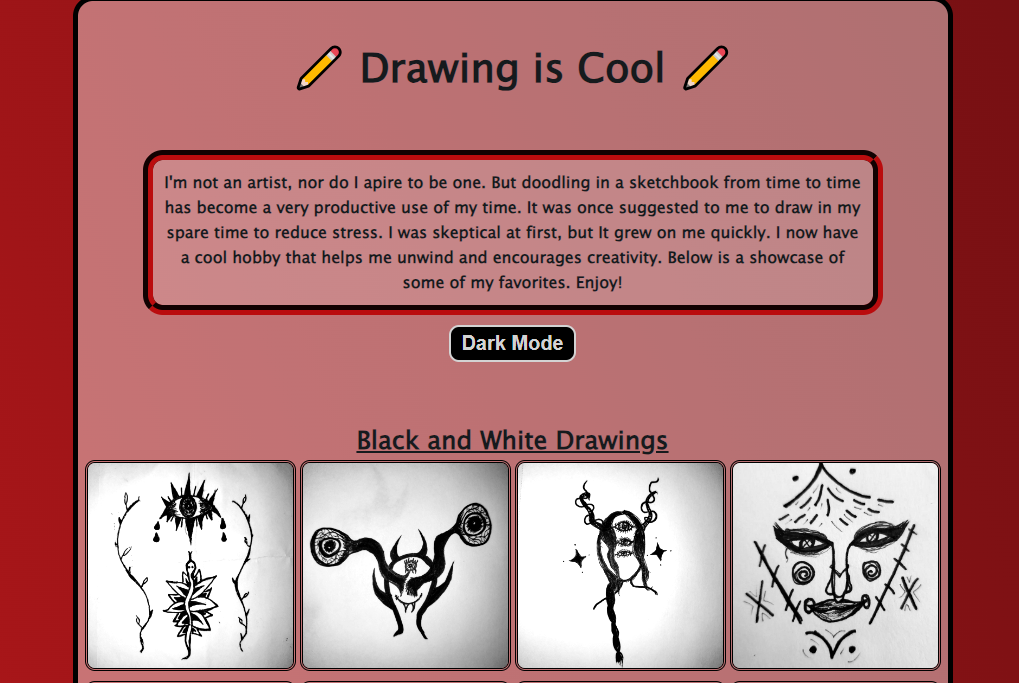 Drawing is Cool
I'm not an artist, nor do I apire to be one. But doodling in a sketchbook from time to time
has become a very productive use of my time. It was once suggested to me to draw in my
spare time to reduce stress. I was skeptical at first, but It grew on me quickly. I now have
a cool hobby that helps me unwind and encourages creativity. Below is a showcase of
some of my favorites. Enjoy!
Dark Mode
Black and White Drawings